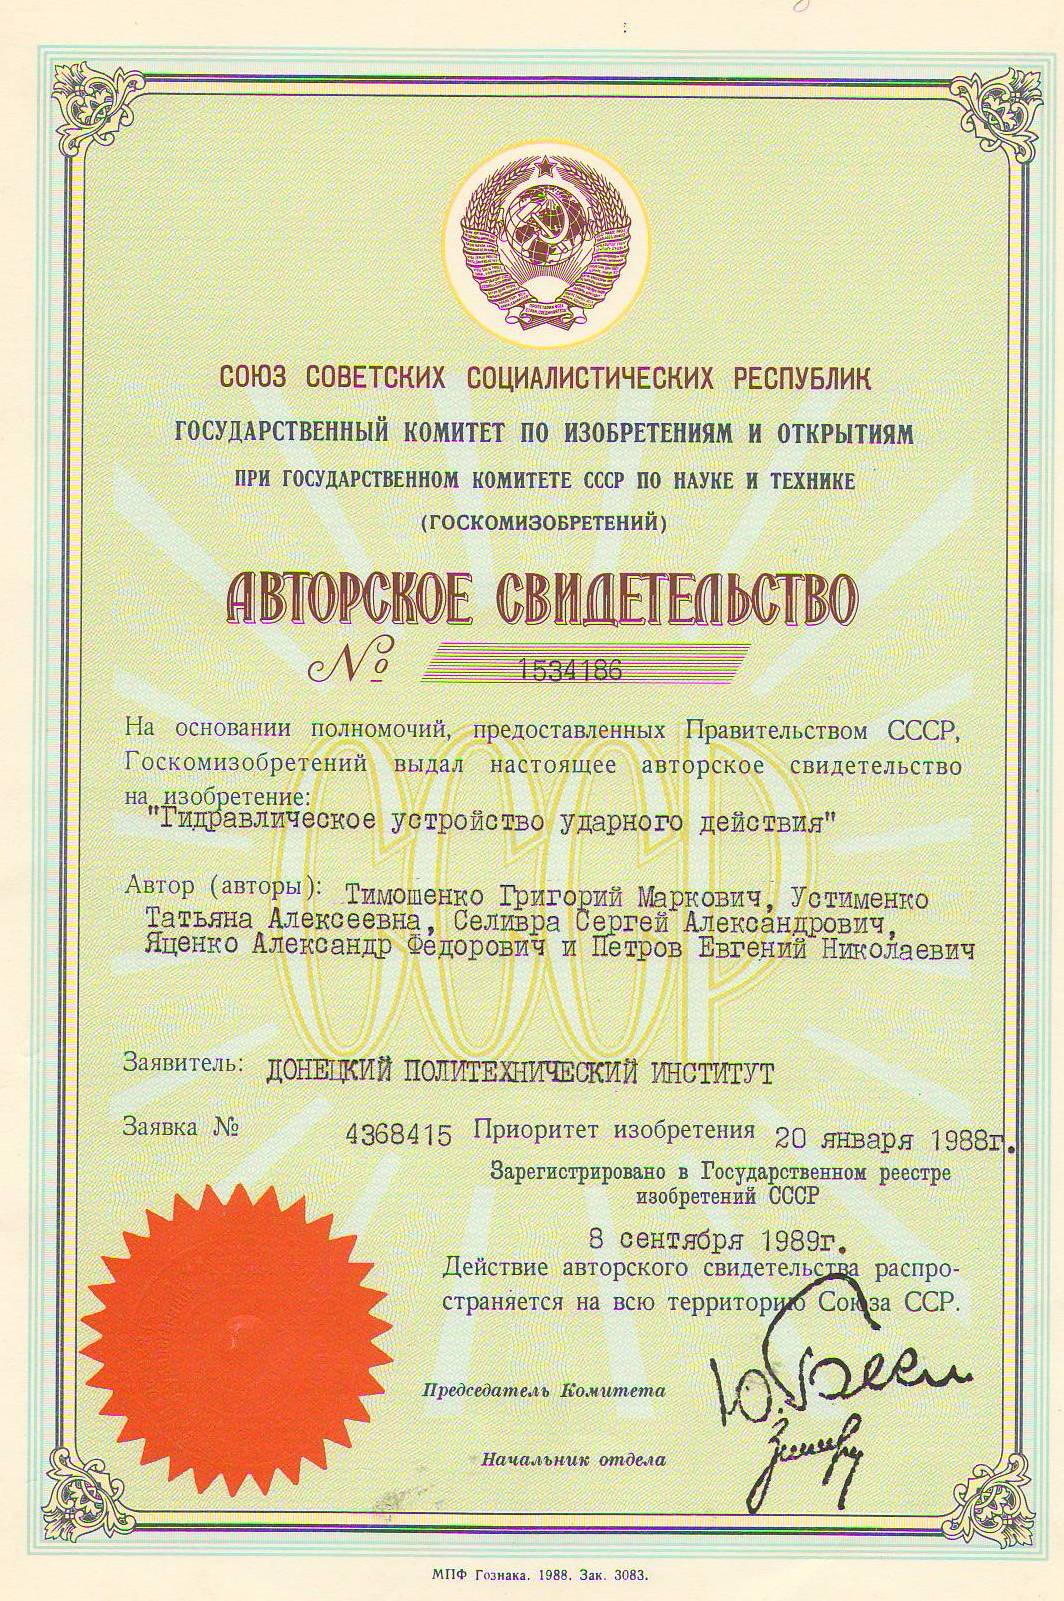 СОЮЗ СОВЕТСКИХ СОЦИАЛИСТИЧЕСКИХ РЕСПУБЛИК
ГОСУДАРСТВЕННЫЙ КОМИТЕТ ПО ИЗОБРЕТЕНИЯМ И ОТКРЫТИЯМ
ПРИ ГОСУДАРСТВЕННОМ КОМИТЕТЕ СССР ПО НАУКЕ И ТЕХНИКЕ
(ГОСКОМИЗОБРЕТЕНИЙ)
АВТОРСКОЕ СВИДЕТЕЛЬСТВО
№ 1534186
На основании полномочий, предоставленных Правительством СССР,
Госкомизобретений выдал настоящее авторское свидетельство
на изобретение:
"Гидравлическое устройство ударного действия"
СССР
Автор (авторы): Тимошенко Григорий Маркович, Устименко
Татьяна Алексеевна, Селивра Сергей Александрович,
Яценко Александр Федорович и Петров Евгений Николаевич
Заявитель: ДОНЕЦКИЙ ПОЛИТЕХНИЧЕСКИЙ ИНСТИТУТ
Заявка № 4368415 Приоритет изобретения 20 января 1988г.
Зарегистрировано в Государственном реестре
изобретений СССР
8 сентября 1989г.
Действие авторского свидетельства распро-
страняется на всю территорию Союза ССР.
Председатель Комитета
Начальник отдела
МПФ Гознака. 1988. Зак. 3083.